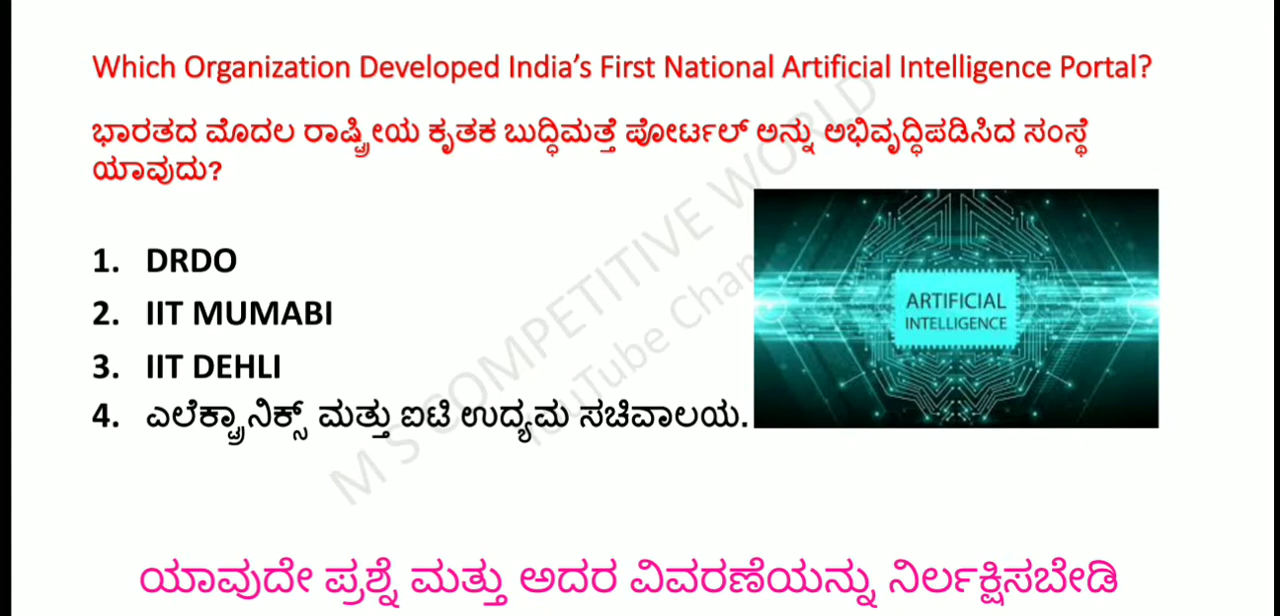 Which Organization Developed India's First National Artificial Intelligence Portal?
ಭಾರತದ ಮೊದಲ ರಾಷ್ಟ್ರೀಯ ಕೃತಕ ಬುದ್ಧಿಮತ್ತೆ ಪೋರ್ಟಲ್ ಅನ್ನು ಅಭಿವೃದ್ಧಿಪಡಿಸಿದ ಸಂಸ್ಥೆ
ಯಾವುದು?
1. DRDO
2. IIT MUMABI
3. IIT DEHLI
4. ಎಲೆಕ್ಟ್ರಾನಿಕ್ಸ್ ಮತ್ತು ಐಟಿ ಉದ್ಯಮ ಸಚಿವಾಲಯ.
ARTIFICIAL
INTELLIGENCE
M S COMPETITIVE WORLD
YouTube Chan
ಯಾವುದೇ ಪ್ರಶ್ನೆ ಮತ್ತು ಅದರ ವಿವರಣೆಯನ್ನು ನಿರ್ಲಕ್ಷಿಸಬೇಡಿ